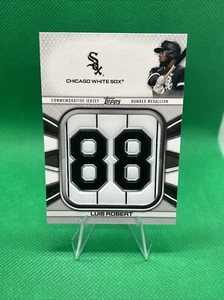 Sox
CHICAGO WHITE SOX®
COMMEMORATIVE JERSEY Topps NUMBER MEDALLION
88
LUIS ROBERT